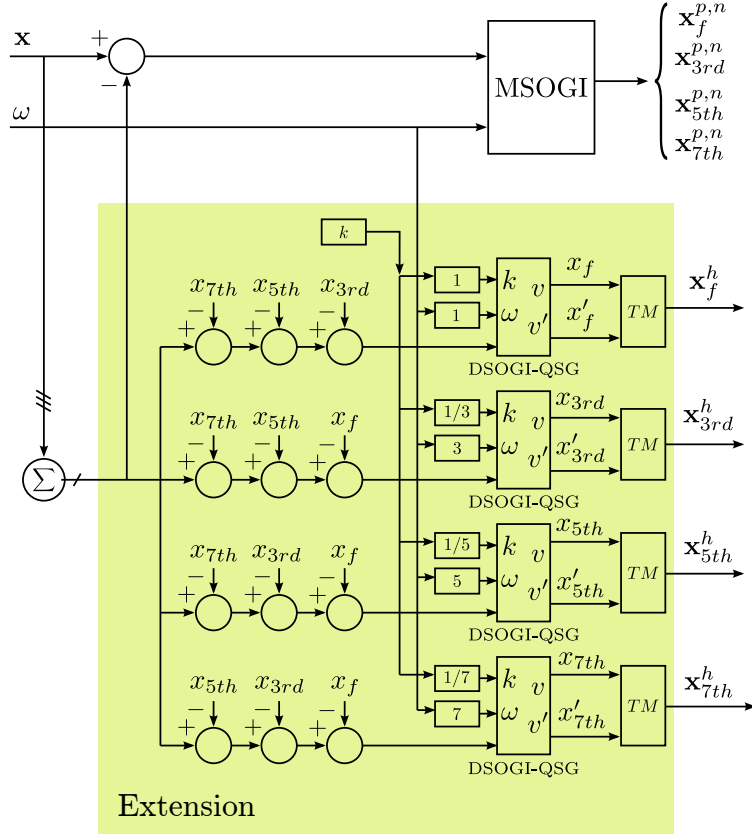 x + −
ω
MSOGI
x_f^{p,n}
x_{3rd}^{p,n}
x_{5th}^{p,n}
x_{7th}^{p,n}
k
x_{7th} x_{5th} x_{3rd}
− − −
+ + +
1 k v x_f
1 ω v' x'_f
TM x_f^h
DSOGI-QSG
x_{7th} x_{5th} x_f
− − −
+ + +
1/3 k v x_{3rd}
3 ω v' x'_{3rd}
TM x_{3rd}^h
DSOGI-QSG
Σ
x_{7th} x_{3rd} x_f
− − −
+ + +
1/5 k v x_{5th}
5 ω v' x'_{5th}
TM x_{5th}^h
DSOGI-QSG
x_{5th} x_{3rd} x_f
− − −
+ + +
1/7 k v x_{7th}
7 ω v' x'_{7th}
TM x_{7th}^h
DSOGI-QSG
Extension